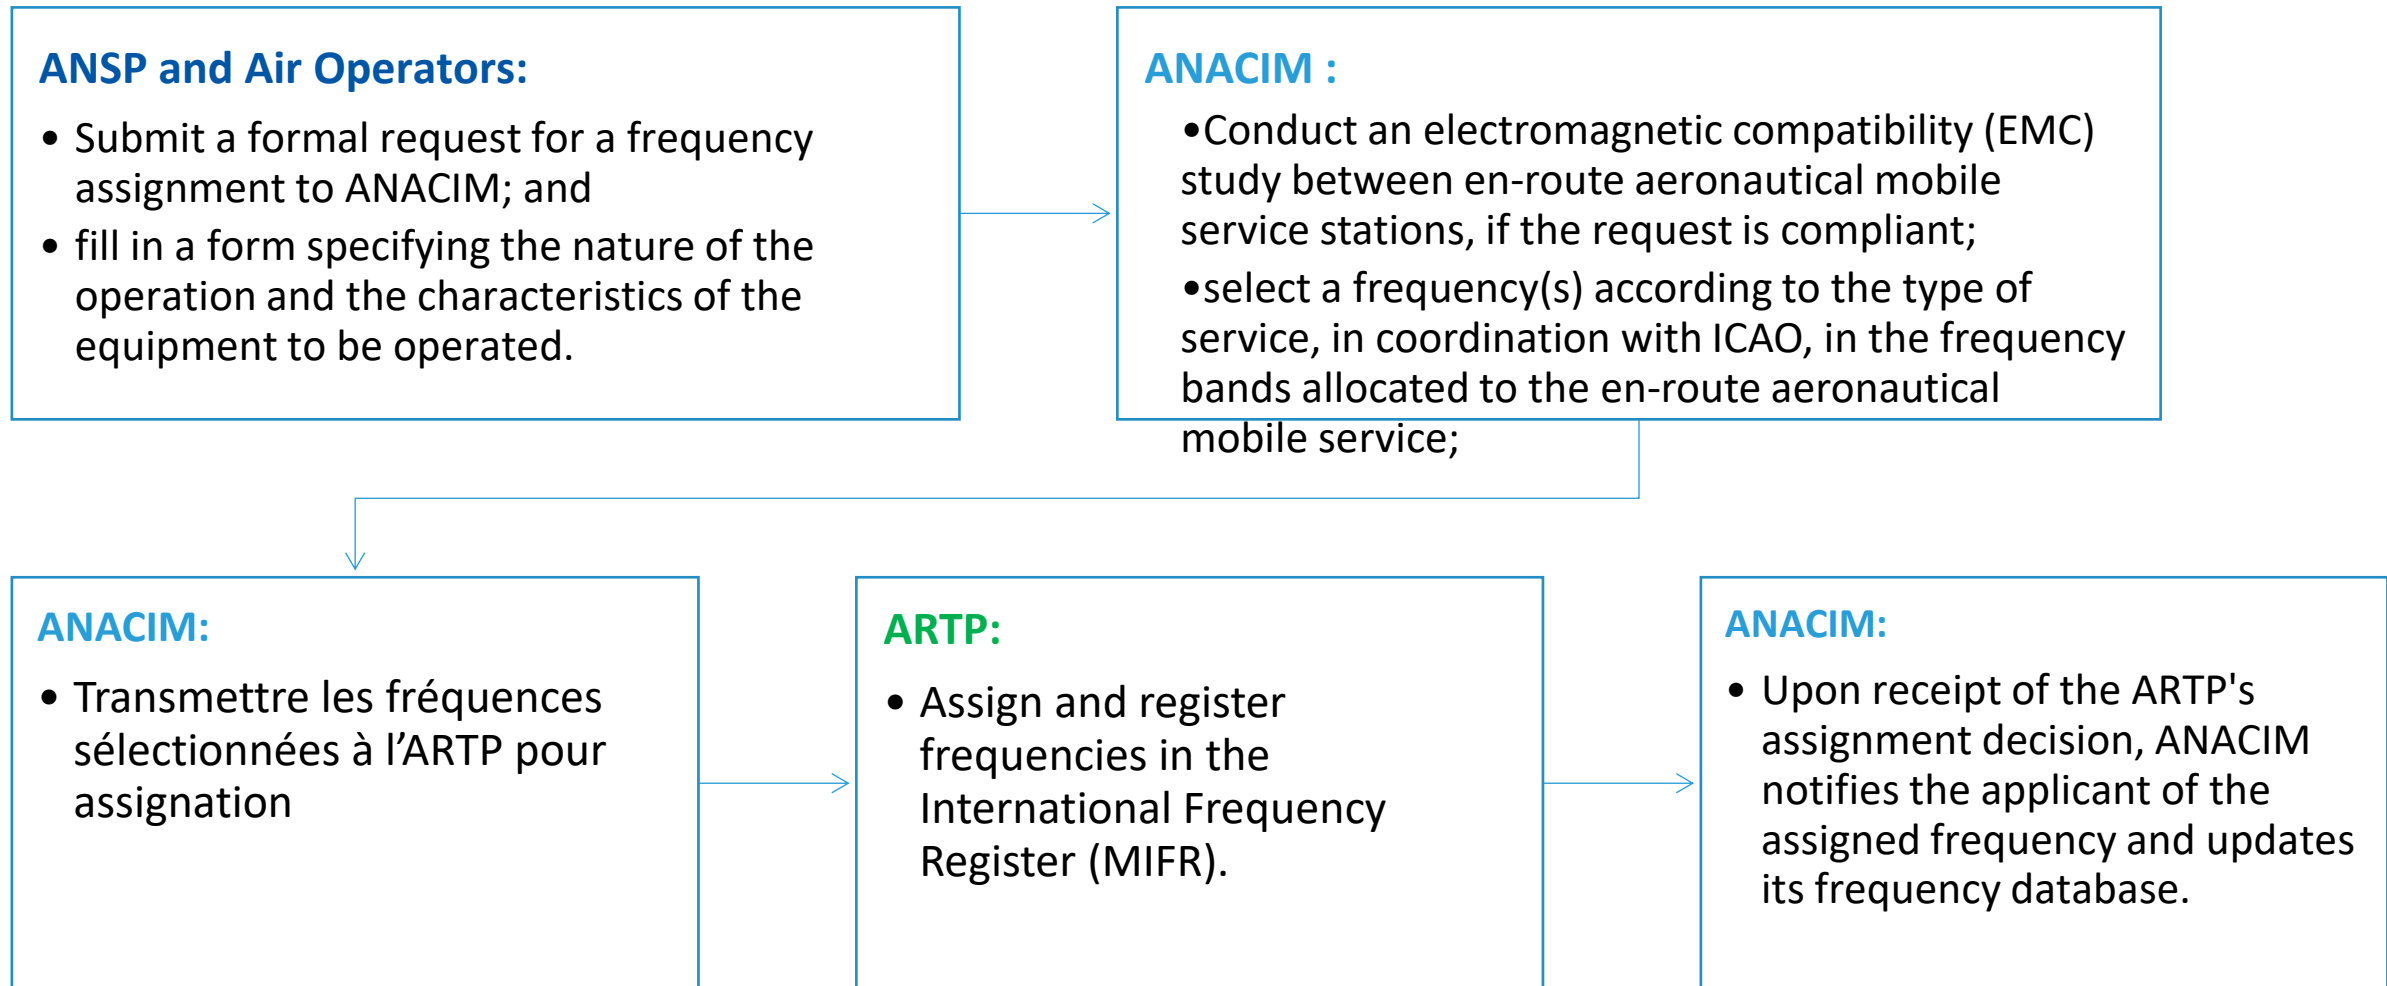 ANSP and Air Operators:
• Submit a formal request for a frequency
assignment to ANACIM; and
• fill in a form specifying the nature of the
operation and the characteristics of the
equipment to be operated.
ANACIM :
•Conduct an electromagnetic compatibility (EMC)
study between en-route aeronautical mobile
service stations, if the request is compliant;
•select a frequency(s) according to the type of
service, in coordination with ICAO, in the frequency
bands allocated to the en-route aeronautical
mobile service;
ANACIM:
• Transmettre les fréquences
sélectionnées à l’ARTP pour
assignation
ARTP:
• Assign and register
frequencies in the
International Frequency
Register (MIFR).
ANACIM:
• Upon receipt of the ARTP's
assignment decision, ANACIM
notifies the applicant of the
assigned frequency and updates
its frequency database.